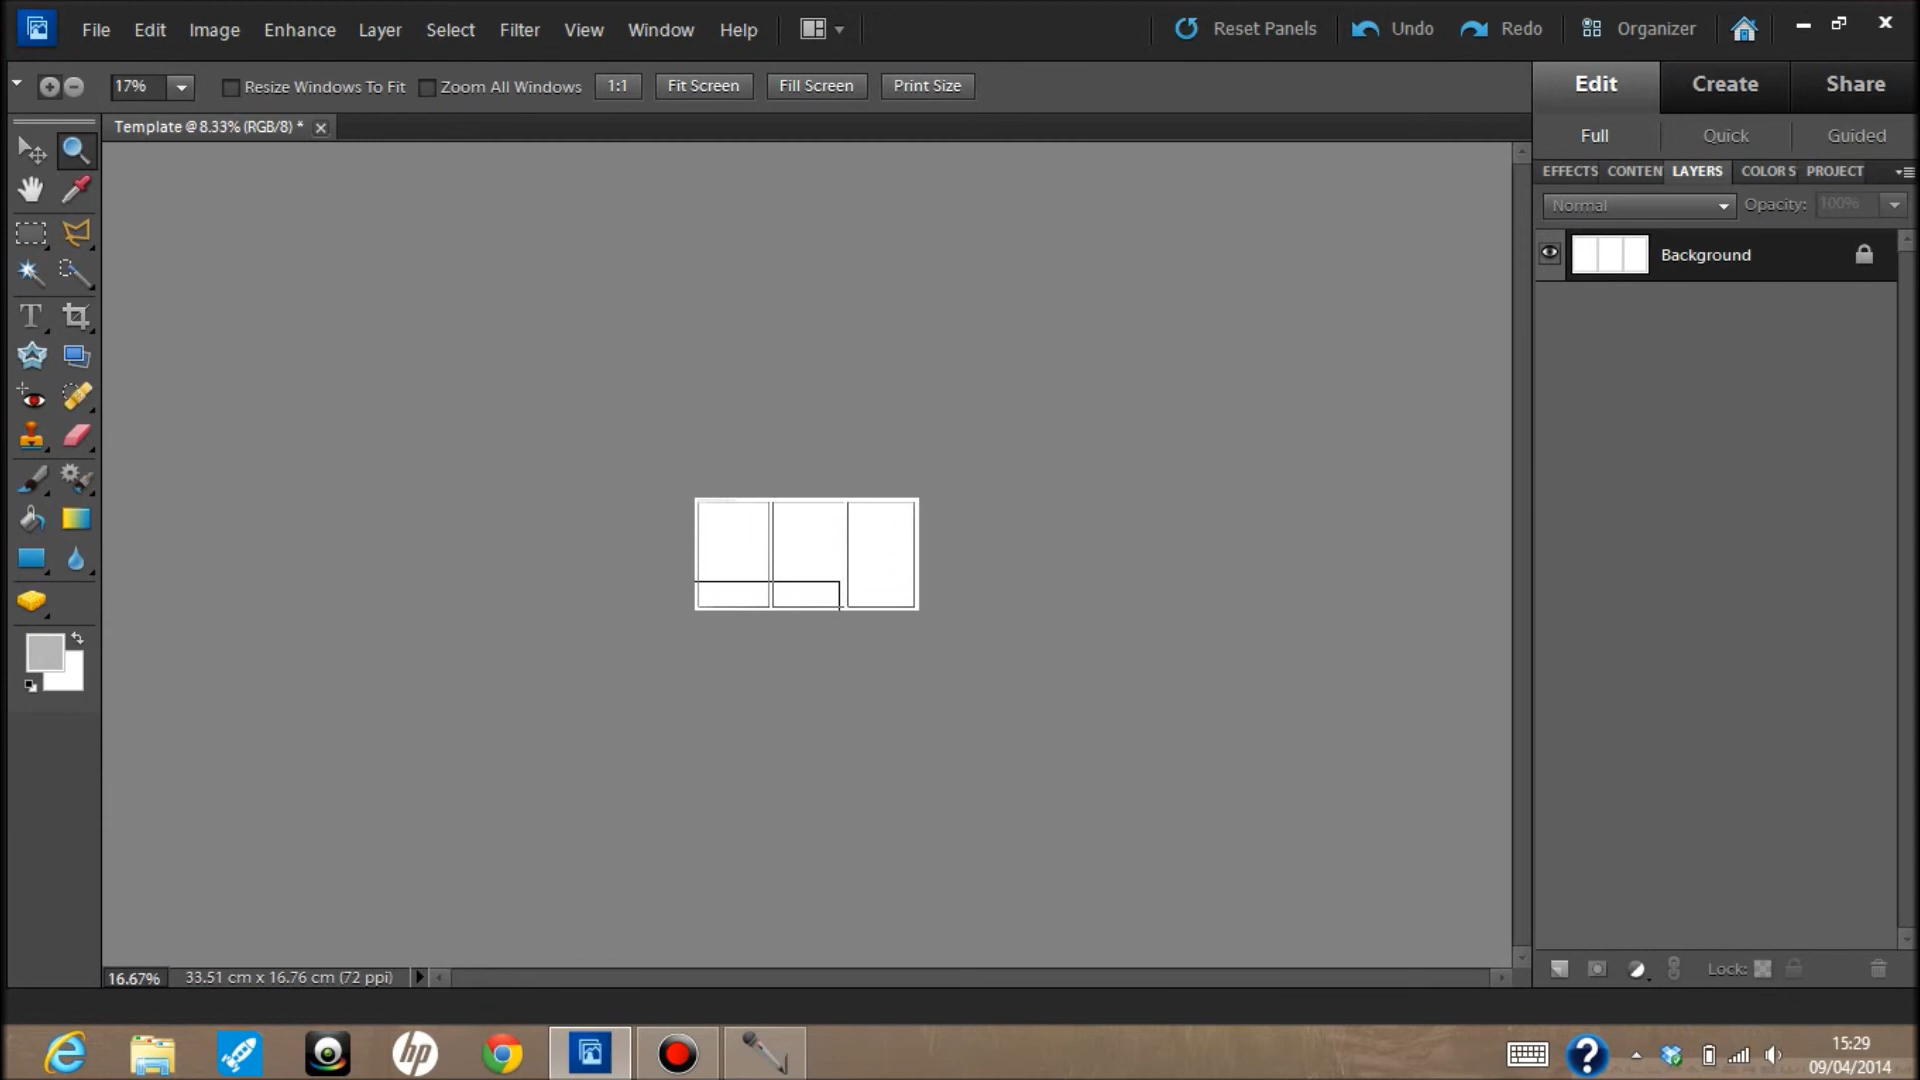 File Edit Image Enhance Layer Select Filter View Window Help Reset Panels Undo Redo Organizer
17% Resize Windows To Fit Zoom All Windows 1:1 Fit Screen Fill Screen Print Size
Edit Create Share
Template @ 8.33% (RGB/8) *
Full Quick Guided
EFFECTS CONTEN LAYERS COLOR S PROJECT
Normal Opacity: 100%
Background
T
16.67% 33.51 cm x 16.76 cm (72 ppi)
Lock:
hp
?
15:29
09/04/2014